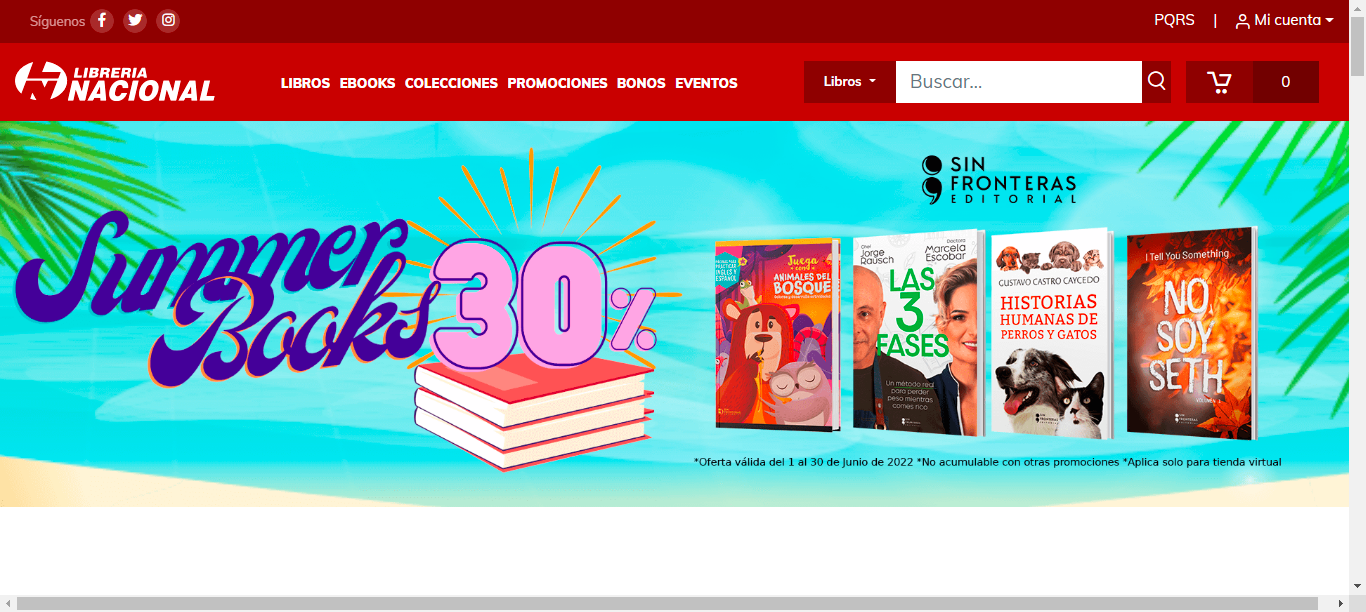 Síguenos
PQRS | Mi cuenta
LIBRERIA
NACIONAL
LIBROS EBOOKS COLECCIONES PROMOCIONES BONOS EVENTOS
Libros
Buscar...
0
Summer
Books
30%
SIN
FRONTERAS
EDITORIAL
INGLÉS Y
ESPAÑOL
Juega
con
ANIMALES DEL
BOSQUE
Chef
Jorge
Rausch
Doctora
Marcela
Escobar
LAS
3
FASES
Un método real
para perder
peso mientras
comes rico
GUSTAVO CASTRO CAYCEDO
HISTORIAS
HUMANAS DE
PERROS Y GATOS
I Tell You Something
NO
SOY
SETH
*Oferta válida del 1 al 30 de Junio de 2022 *No acumulable con otras promociones *Aplica solo para tienda virtual